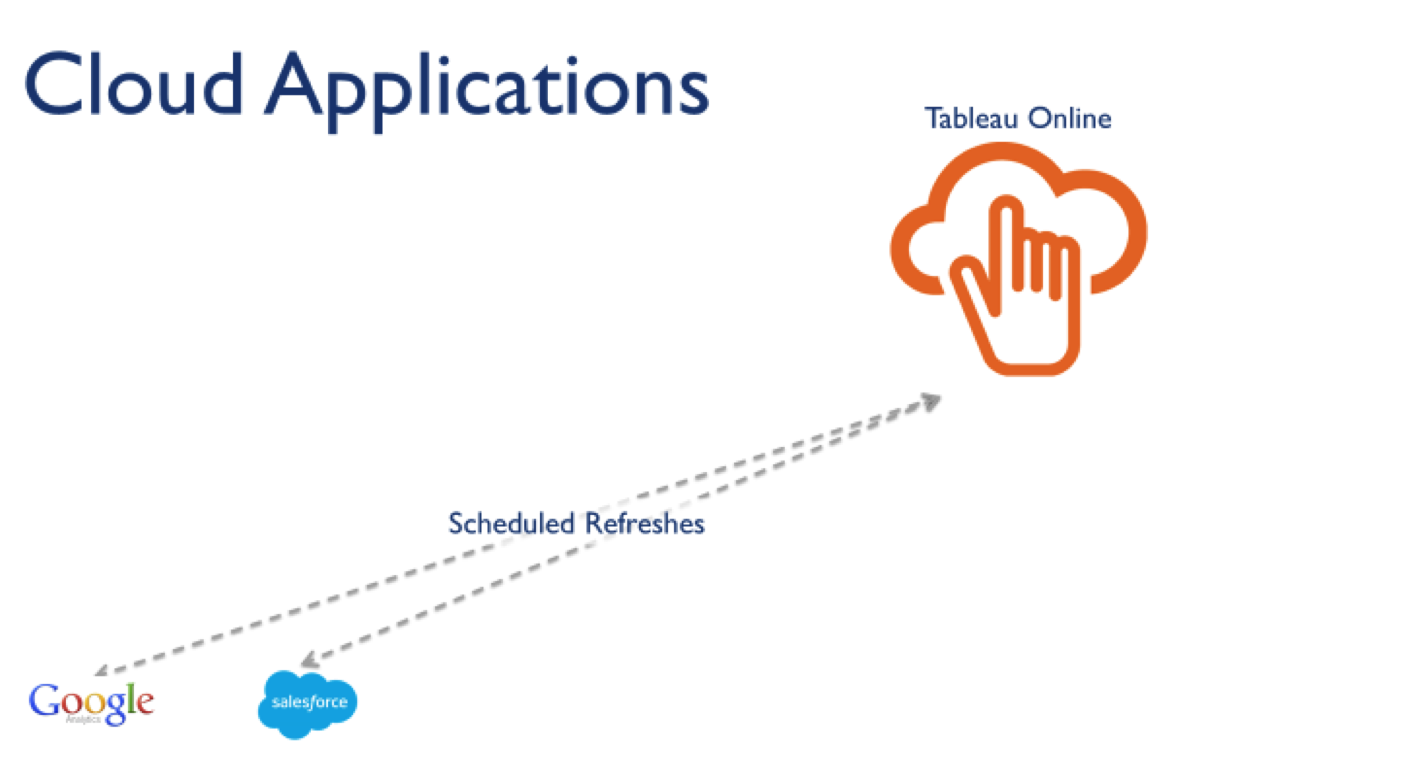 Cloud Applications
Tableau Online
Scheduled Refreshes
Google
Analytics
salesforce